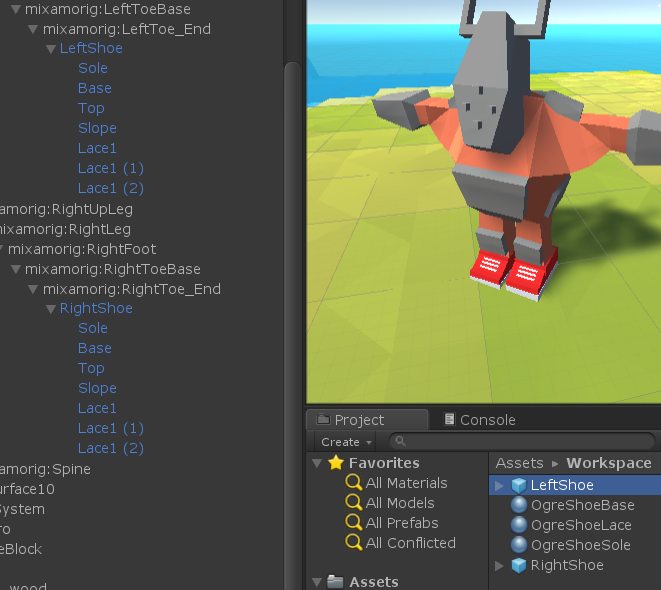 mixamorig:LeftToeBase
mixamorig:LeftToe_End
LeftShoe
Sole
Base
Top
Slope
Lace1
Lace1 (1)
Lace1 (2)
amorig:RightUpLeg
mixamorig:RightLeg
mixamorig:RightFoot
mixamorig:RightToeBase
mixamorig:RightToe_End
RightShoe
Sole
Base
Top
Slope
Lace1
Lace1 (1)
Lace1 (2)
amorig:Spine
urface10
System
ro
eBlock
wood
Project
Console
Create
Favorites
All Materials
All Models
All Prefabs
All Conflicted
Assets
Assets ▸ Workspace
LeftShoe
OgreShoeBase
OgreShoeLace
OgreShoeSole
RightShoe